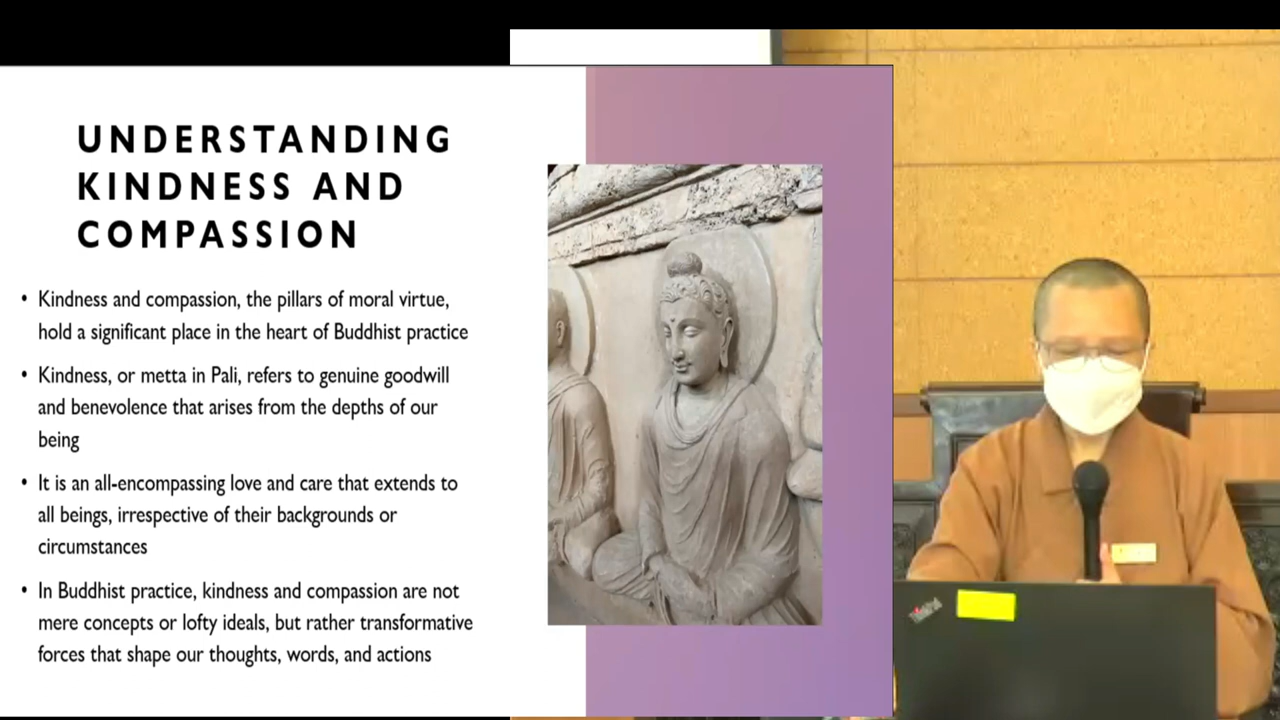 UNDERSTANDING
KINDNESS AND
COMPASSION
• Kindness and compassion, the pillars of moral virtue,
hold a significant place in the heart of Buddhist practice
• Kindness, or metta in Pali, refers to genuine goodwill
and benevolence that arises from the depths of our
being
• It is an all-encompassing love and care that extends to
all beings, irrespective of their backgrounds or
circumstances
• In Buddhist practice, kindness and compassion are not
mere concepts or lofty ideals, but rather transformative
forces that shape our thoughts, words, and actions
ThinkPad